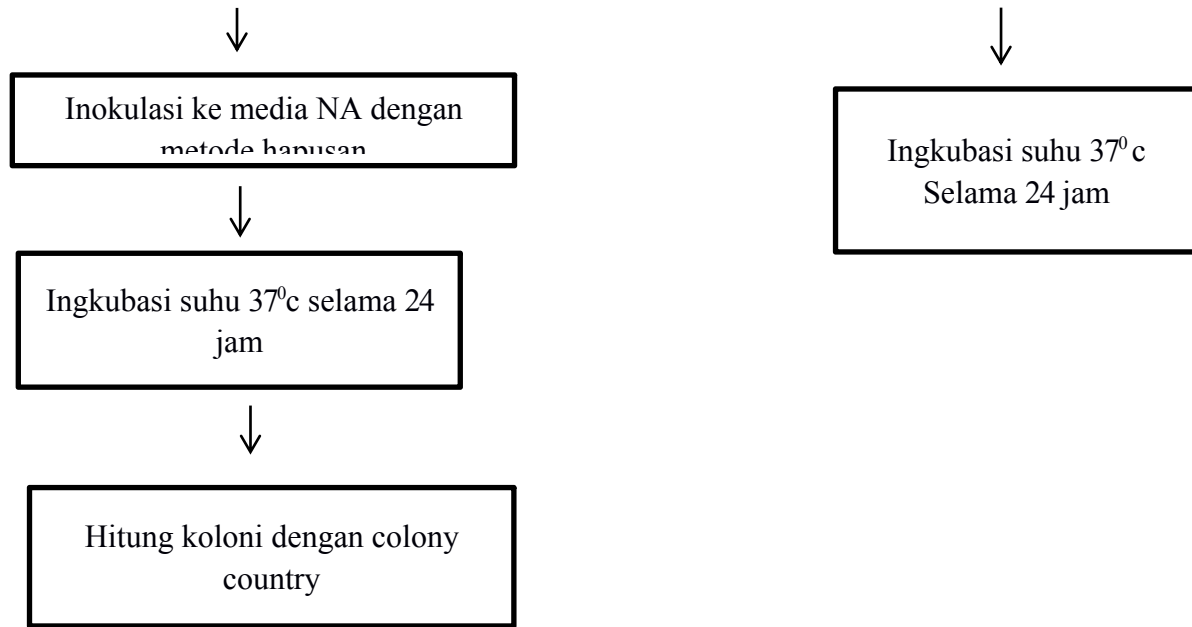 Inokulasi ke media NA dengan
metode hapusan
Ingkubasi suhu 37⁰c selama 24
jam
Hitung koloni dengan colony
country
Ingkubasi suhu 37⁰ c
Selama 24 jam